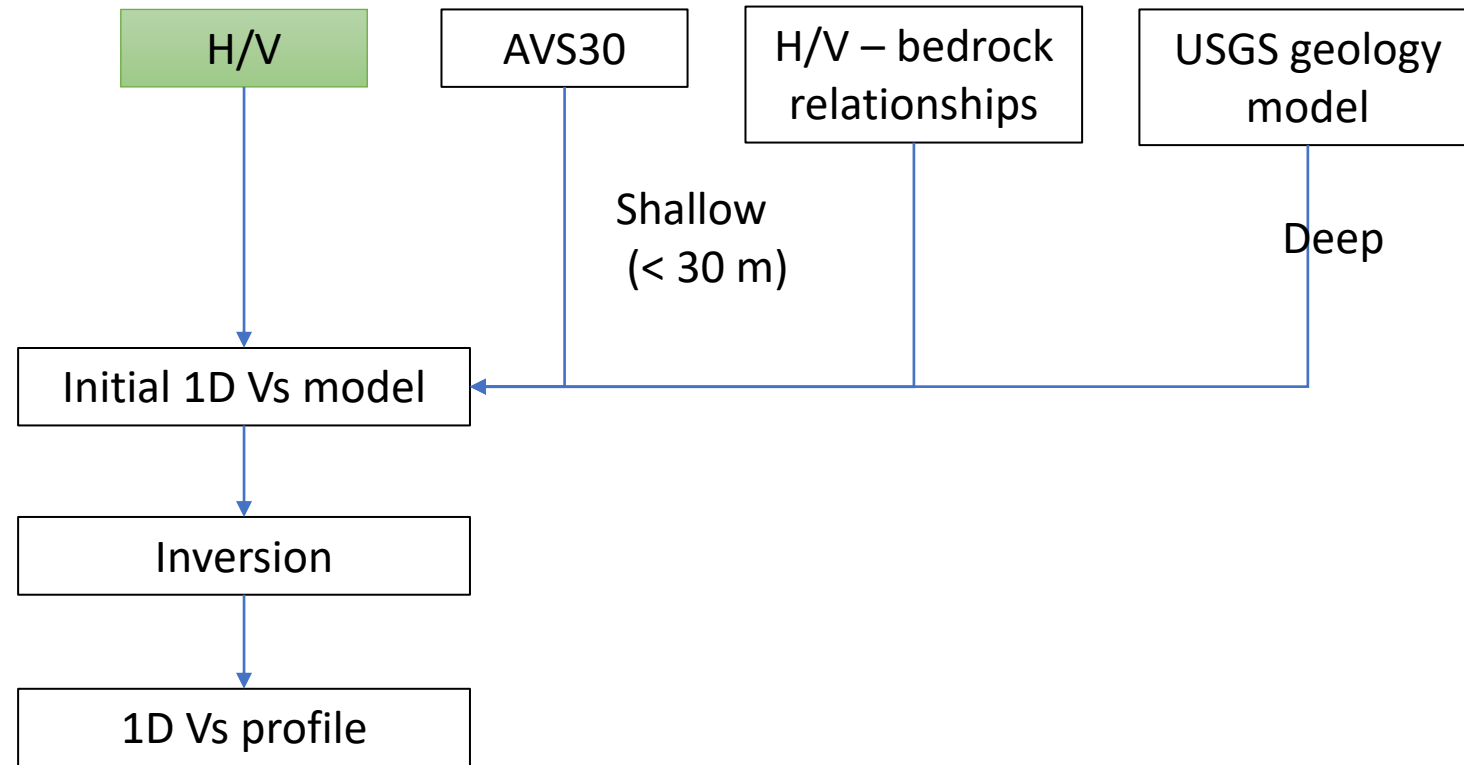 H/V
AVS30
H/V – bedrock
relationships
USGS geology
model
Shallow
(< 30 m)
Deep
Initial 1D Vs model
Inversion
1D Vs profile